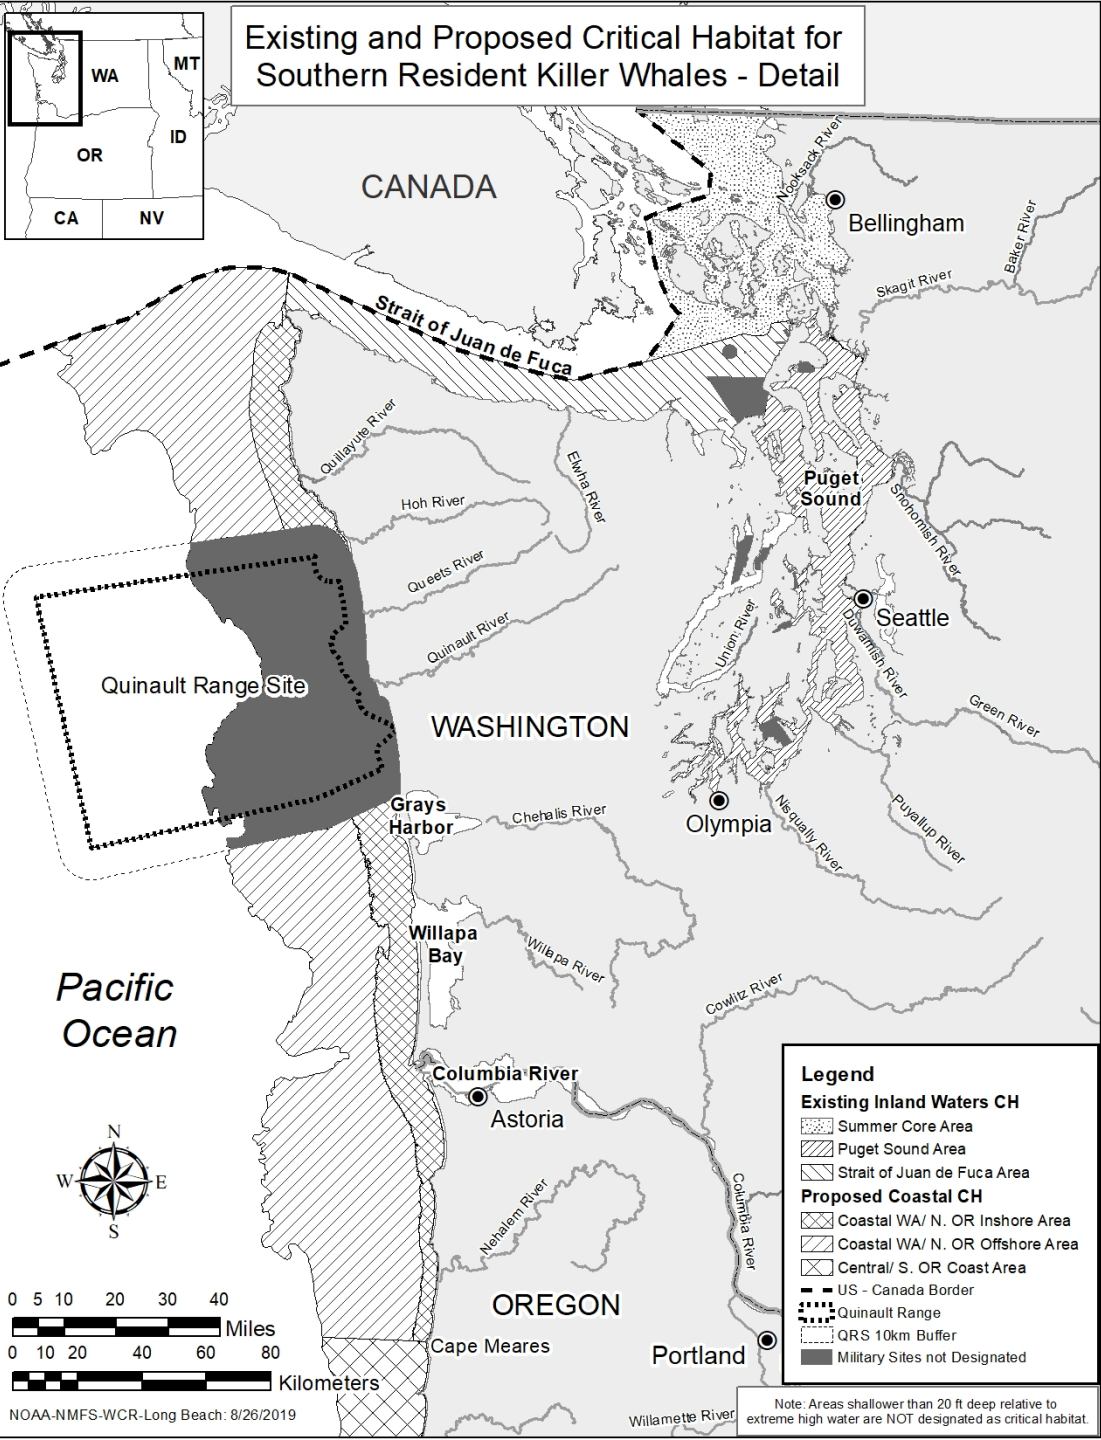 Existing and Proposed Critical Habitat for
Southern Resident Killer Whales - Detail
WA
MT
ID
OR
CA
NV
CANADA
Nooksack River
Bellingham
Baker River
Skagit River
Strait of Juan de Fuca
Quillayute River
Elwha River
Hoh River
Puget
Sound
Snohomish River
Queets River
Quinault River
Union River
Seattle
Duwamish River
Quinault Range Site
WASHINGTON
Green River
Grays
Harbor
Chehalis River
Olympia
Nisqually River
Puyallup River
Willapa
Bay
Willapa River
Cowlitz River
Pacific
Ocean
Columbia River
Astoria
N
W
E
S
Nehalem River
Columbia River
OREGON
Cape Meares
Portland
Willamette River
Legend
Existing Inland Waters CH
Summer Core Area
Puget Sound Area
Strait of Juan de Fuca Area
Proposed Coastal CH
Coastal WA/ N. OR Inshore Area
Coastal WA/ N. OR Offshore Area
Central/ S. OR Coast Area
US - Canada Border
Quinault Range
QRS 10km Buffer
Military Sites not Designated
0 5 10 20 30 40
Miles
0 10 20 40 60 80
Kilometers
NOAA-NMFS-WCR-Long Beach: 8/26/2019
Note: Areas shallower than 20 ft deep relative to
extreme high water are NOT designated as critical habitat.